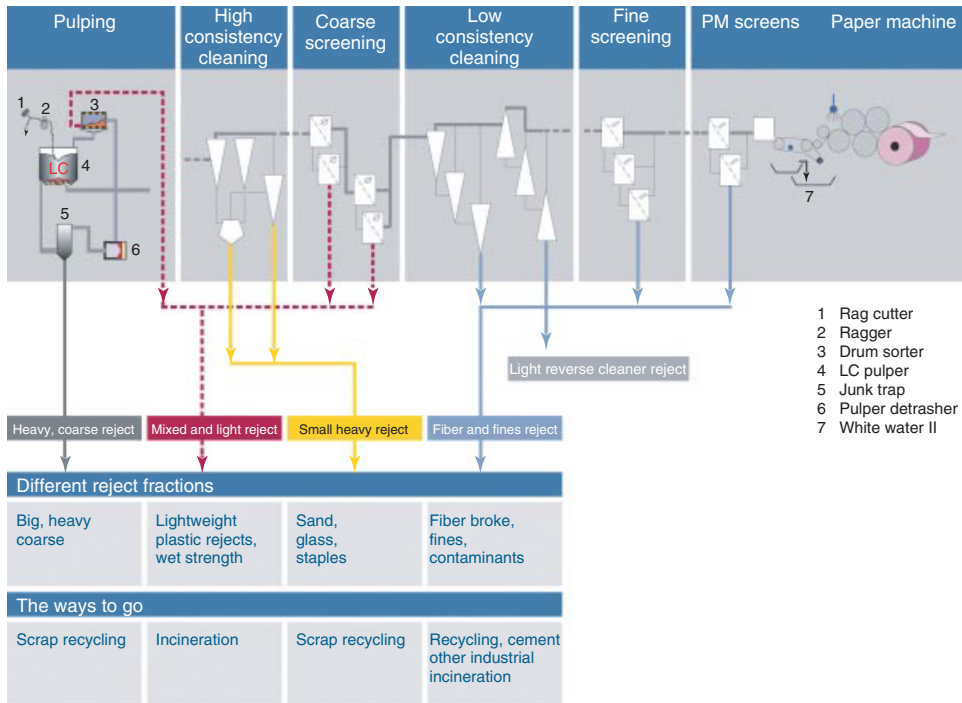 Pulping
High
consistency
cleaning
Coarse
screening
Low
consistency
cleaning
Fine
screening
PM screens
Paper machine
1
2
3
LC
4
5
6
7
1 Rag cutter
2 Ragger
3 Drum sorter
4 LC pulper
5 Junk trap
6 Pulper detrasher
7 White water II
Light reverse cleaner reject
Heavy, coarse reject
Mixed and light reject
Small heavy reject
Fiber and fines reject
Different reject fractions
Big, heavy
coarse
Lightweight
plastic rejects,
wet strength
Sand,
glass,
staples
Fiber broke,
fines,
contaminants
The ways to go
Scrap recycling
Incineration
Scrap recycling
Recycling, cement
other industrial
incineration